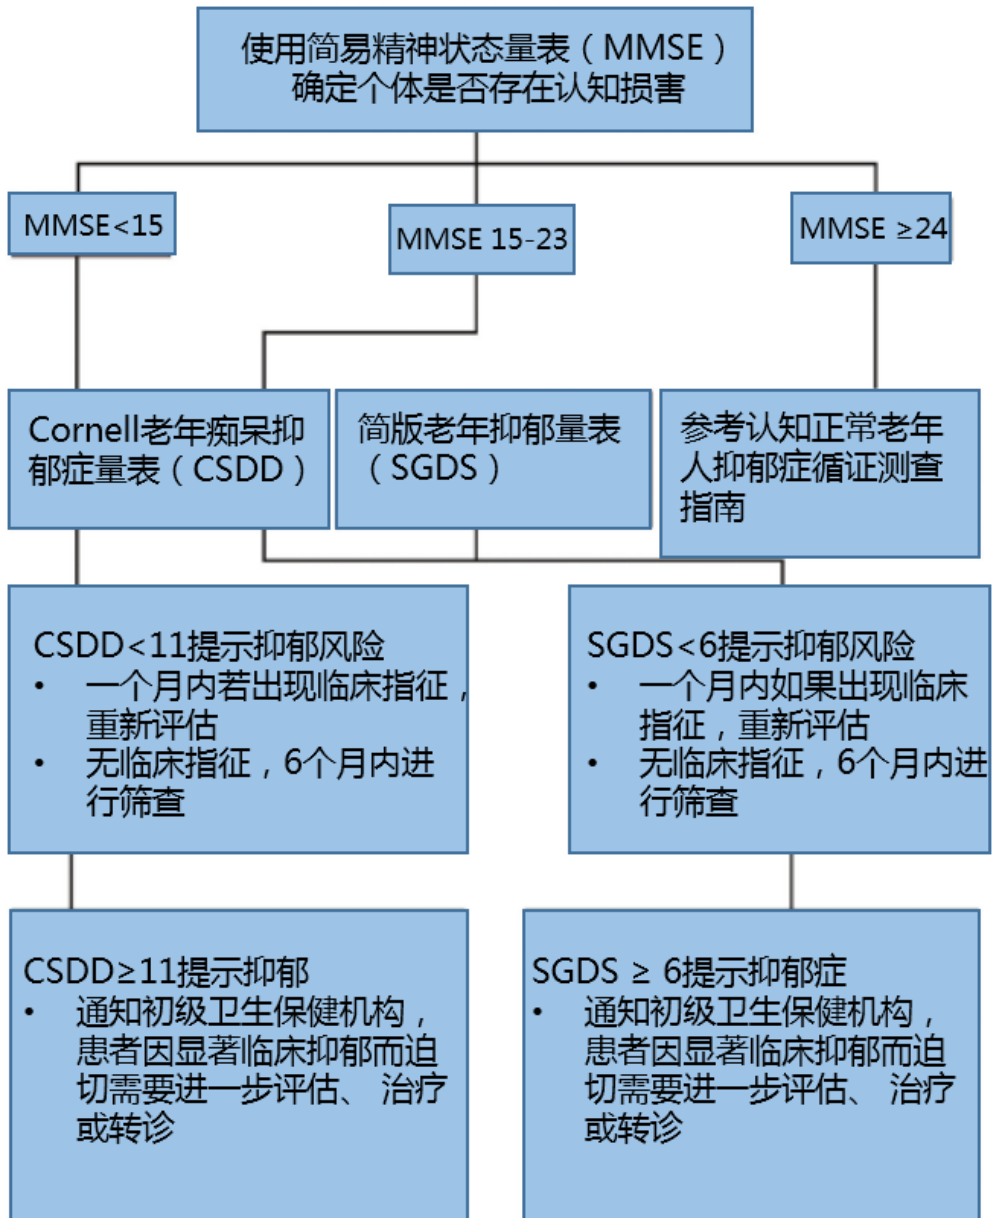 使用简易精神状态量表（MMSE）
确定个体是否存在认知损害
MMSE<15
MMSE 15-23
MMSE ≥24
Cornell老年痴呆抑
郁症量表（CSDD）
简版老年抑郁量表
（SGDS）
参考认知正常老年
人抑郁症循证测查
指南
CSDD<11提示抑郁风险
• 一个月内若出现临床指征，
重新评估
• 无临床指征，6个月内进
行筛查
SGDS<6提示抑郁风险
• 一个月内如果出现临床
指征，重新评估
• 无临床指征，6个月内进
行筛查
CSDD≥11提示抑郁
• 通知初级卫生保健机构，
患者因显著临床抑郁而迫
切需要进一步评估、 治疗
或转诊
SGDS ≥ 6提示抑郁症
• 通知初级卫生保健机构，
患者因显著临床抑郁而迫
切需要进一步评估、 治疗
或转诊